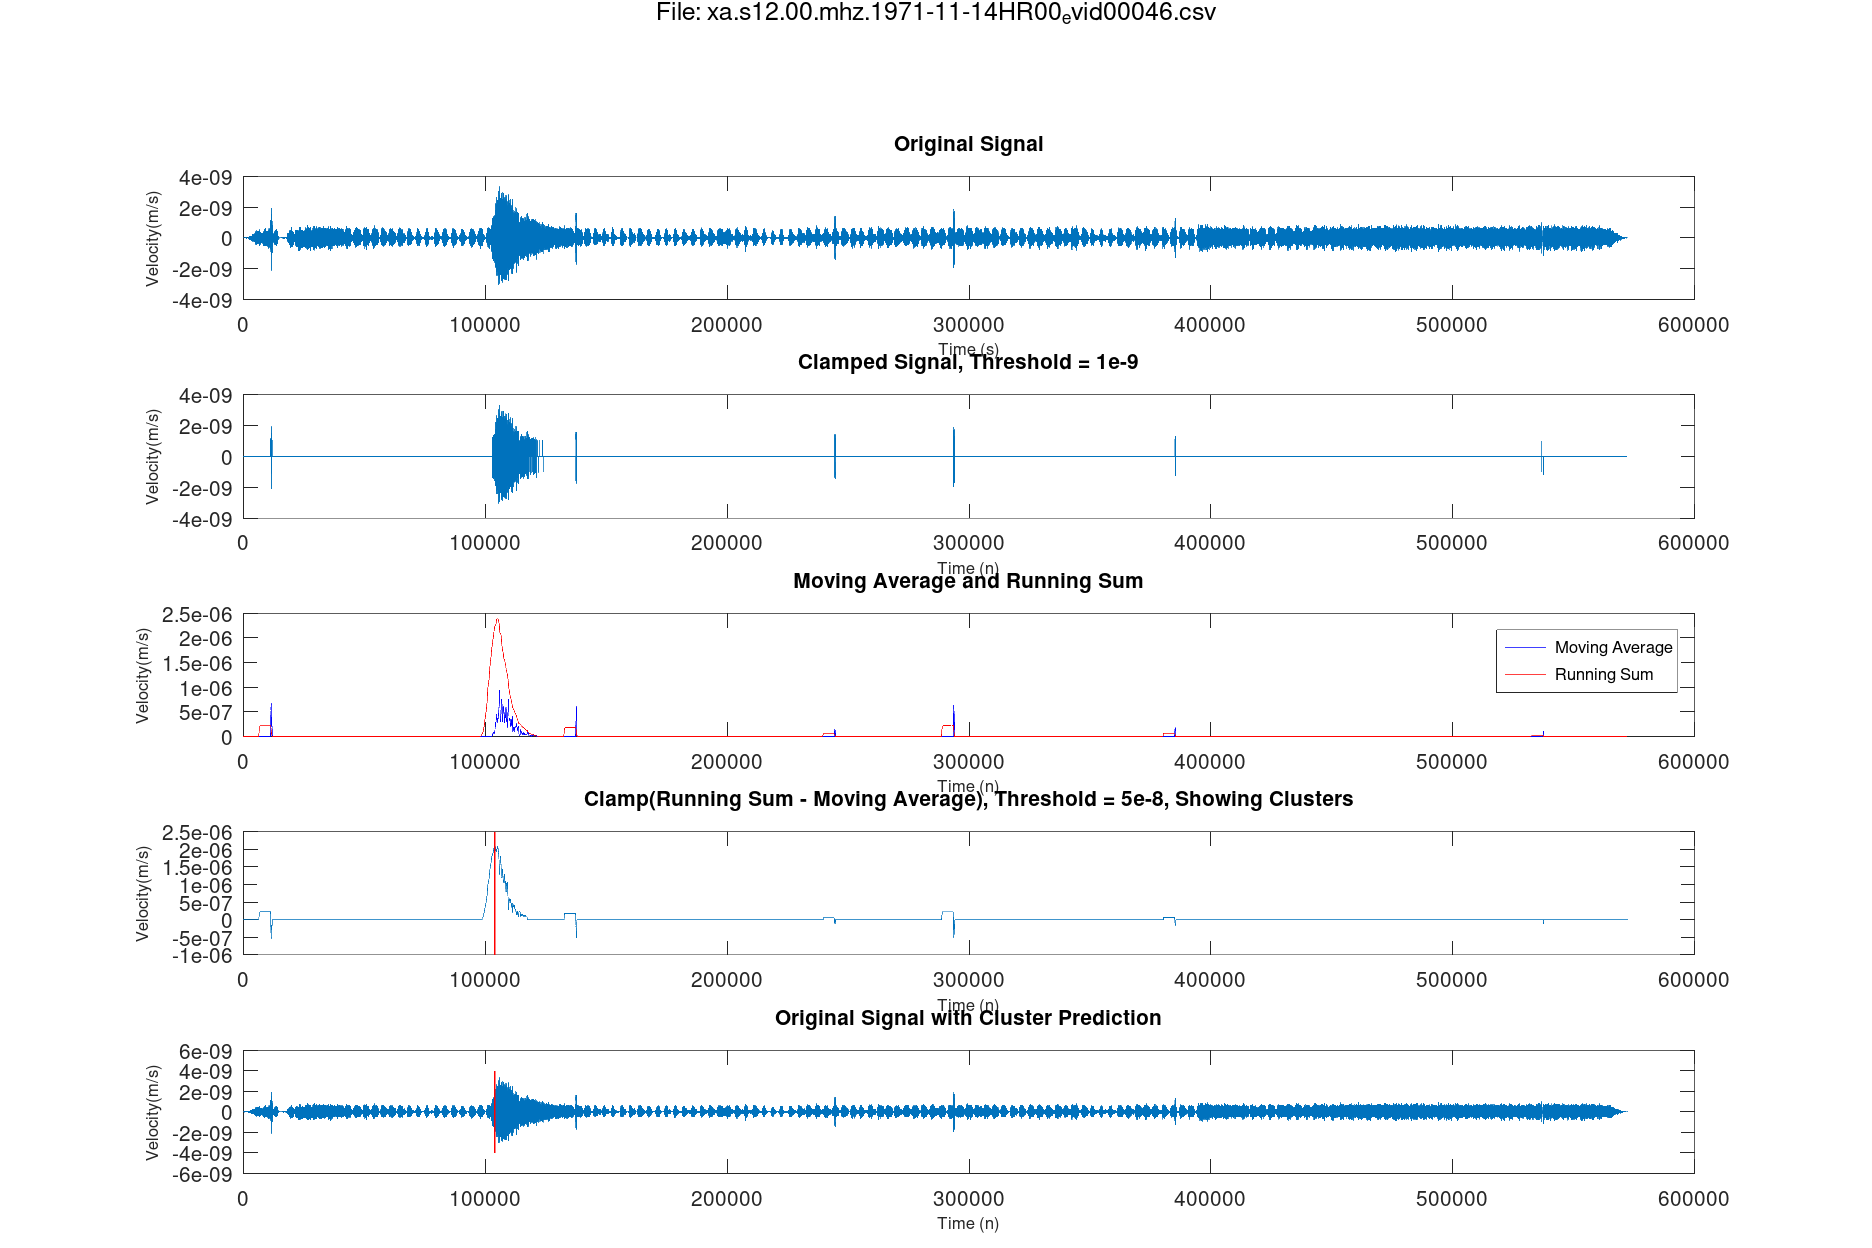 File: xa.s12.00.mhz.1971-11-14HR00ₑvid00046.csv
Original Signal
Velocity(m/s)
4e-09
2e-09
0
-2e-09
-4e-09
0 100000 200000 300000 400000 500000 600000
Time (s)
Clamped Signal, Threshold = 1e-9
Velocity(m/s)
4e-09
2e-09
0
-2e-09
-4e-09
0 100000 200000 300000 400000 500000 600000
Time (n)
Moving Average and Running Sum
Velocity(m/s)
2.5e-06
2e-06
1.5e-06
1e-06
5e-07
0
Moving Average
Running Sum
0 100000 200000 300000 400000 500000 600000
Time (n)
Clamp(Running Sum - Moving Average), Threshold = 5e-8, Showing Clusters
Velocity(m/s)
2.5e-06
2e-06
1.5e-06
1e-06
5e-07
0
-5e-07
-1e-06
0 100000 200000 300000 400000 500000 600000
Time (n)
Original Signal with Cluster Prediction
Velocity(m/s)
6e-09
4e-09
2e-09
0
-2e-09
-4e-09
-6e-09
0 100000 200000 300000 400000 500000 600000
Time (n)